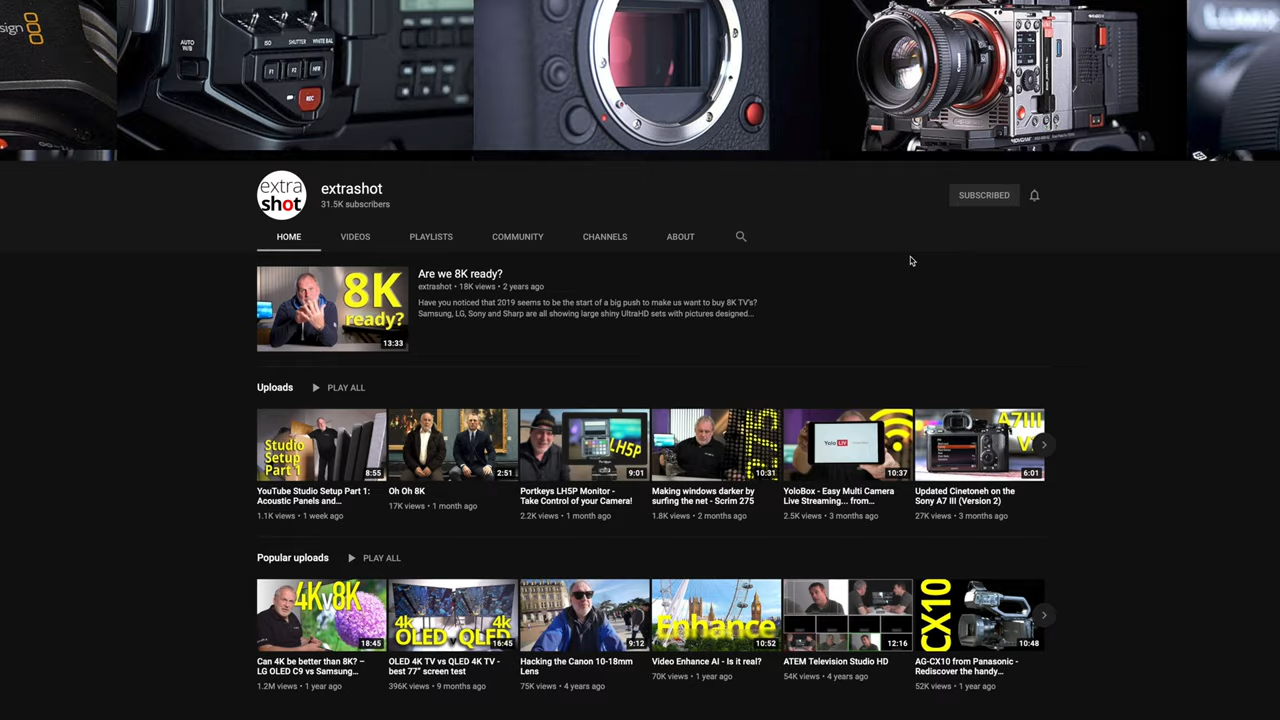 sign
AUTO
W/B
ISO
SHUTTER
WHITE BAL
F1
F2
REC
extra
shot
extrashot
31.5K subscribers
SUBSCRIBED
HOME
VIDEOS
PLAYLISTS
COMMUNITY
CHANNELS
ABOUT
8K
ready?
13:33
Are we 8K ready?
extrashot • 18K views • 2 years ago
Have you noticed that 2019 seems to be the start of a big push to make us want to buy 8K TV's?
Samsung, LG, Sony and Sharp are all showing large shiny UltraHD sets with pictures designed...
Uploads
PLAY ALL
Studio
Setup
Part 1
8:55
2:51
LH5P
9:01
10:31
Yolo LIV
10:37
A7III
6:01
YouTube Studio Setup Part 1:
Acoustic Panels and...
1.1K views • 1 week ago
Oh Oh 8K
17K views • 1 month ago
Portkeys LH5P Monitor -
Take Control of your Camera!
2.2K views • 1 month ago
Making windows darker by
surfing the net - Scrim 275
1.8K views • 2 months ago
YoloBox - Easy Multi Camera
Live Streaming... from...
2.5K views • 3 months ago
Updated Cinetoneh on the
Sony A7 III (Version 2)
27K views • 3 months ago
Popular uploads
PLAY ALL
4Kv8K
18:45
4k
OLED
4k
QLED
16:45
9:12
Enhance
10:52
12:16
CX10
10:48
Can 4K be better than 8K? –
LG OLED C9 vs Samsung...
1.2M views • 1 year ago
OLED 4K TV vs QLED 4K TV -
best 77” screen test
396K views • 9 months ago
Hacking the Canon 10-18mm
Lens
75K views • 4 years ago
Video Enhance AI - Is it real?
70K views • 1 year ago
ATEM Television Studio HD
54K views • 4 years ago
AG-CX10 from Panasonic -
Rediscover the handy...
52K views • 1 year ago